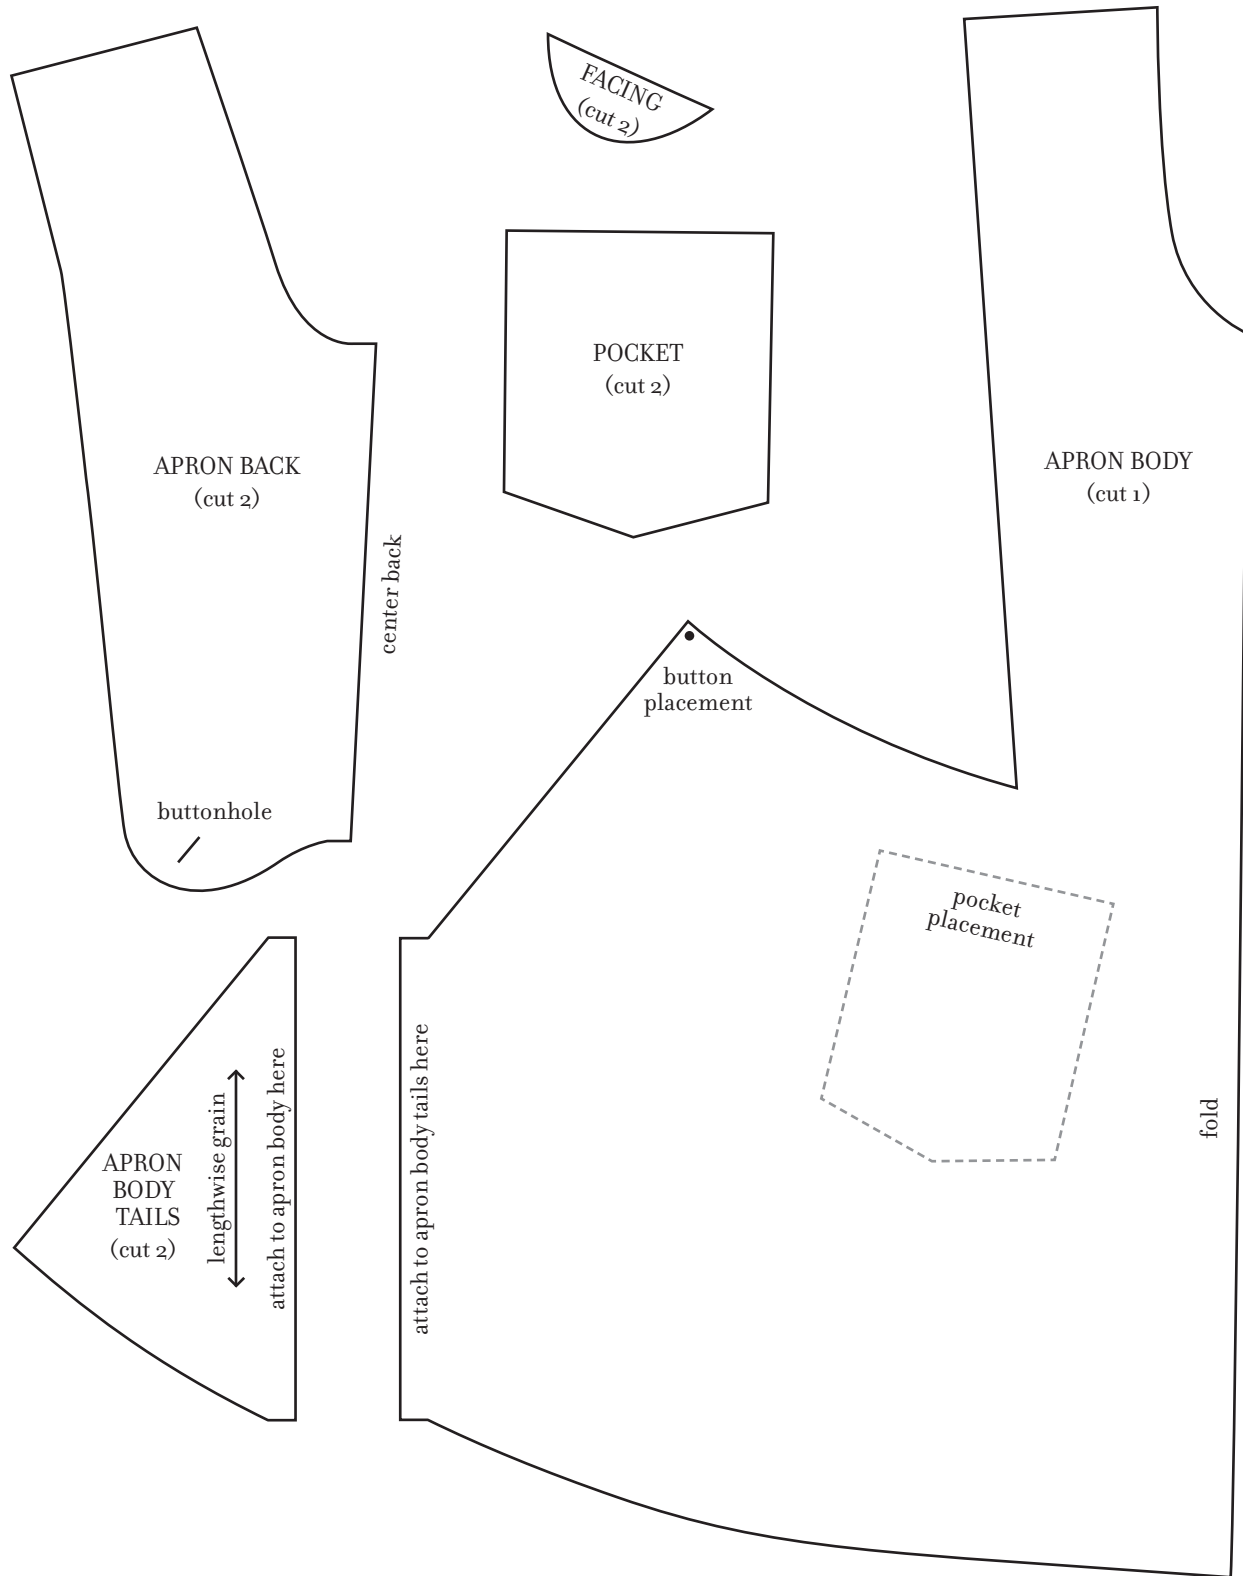 FACING
(cut 2)
POCKET
(cut 2)
APRON BACK
(cut 2)
center back
buttonhole
APRON BODY
(cut 1)
button
placement
pocket
placement
fold
APRON
BODY
TAILS
(cut 2)
lengthwise grain
attach to apron body here
attach to apron body tails here